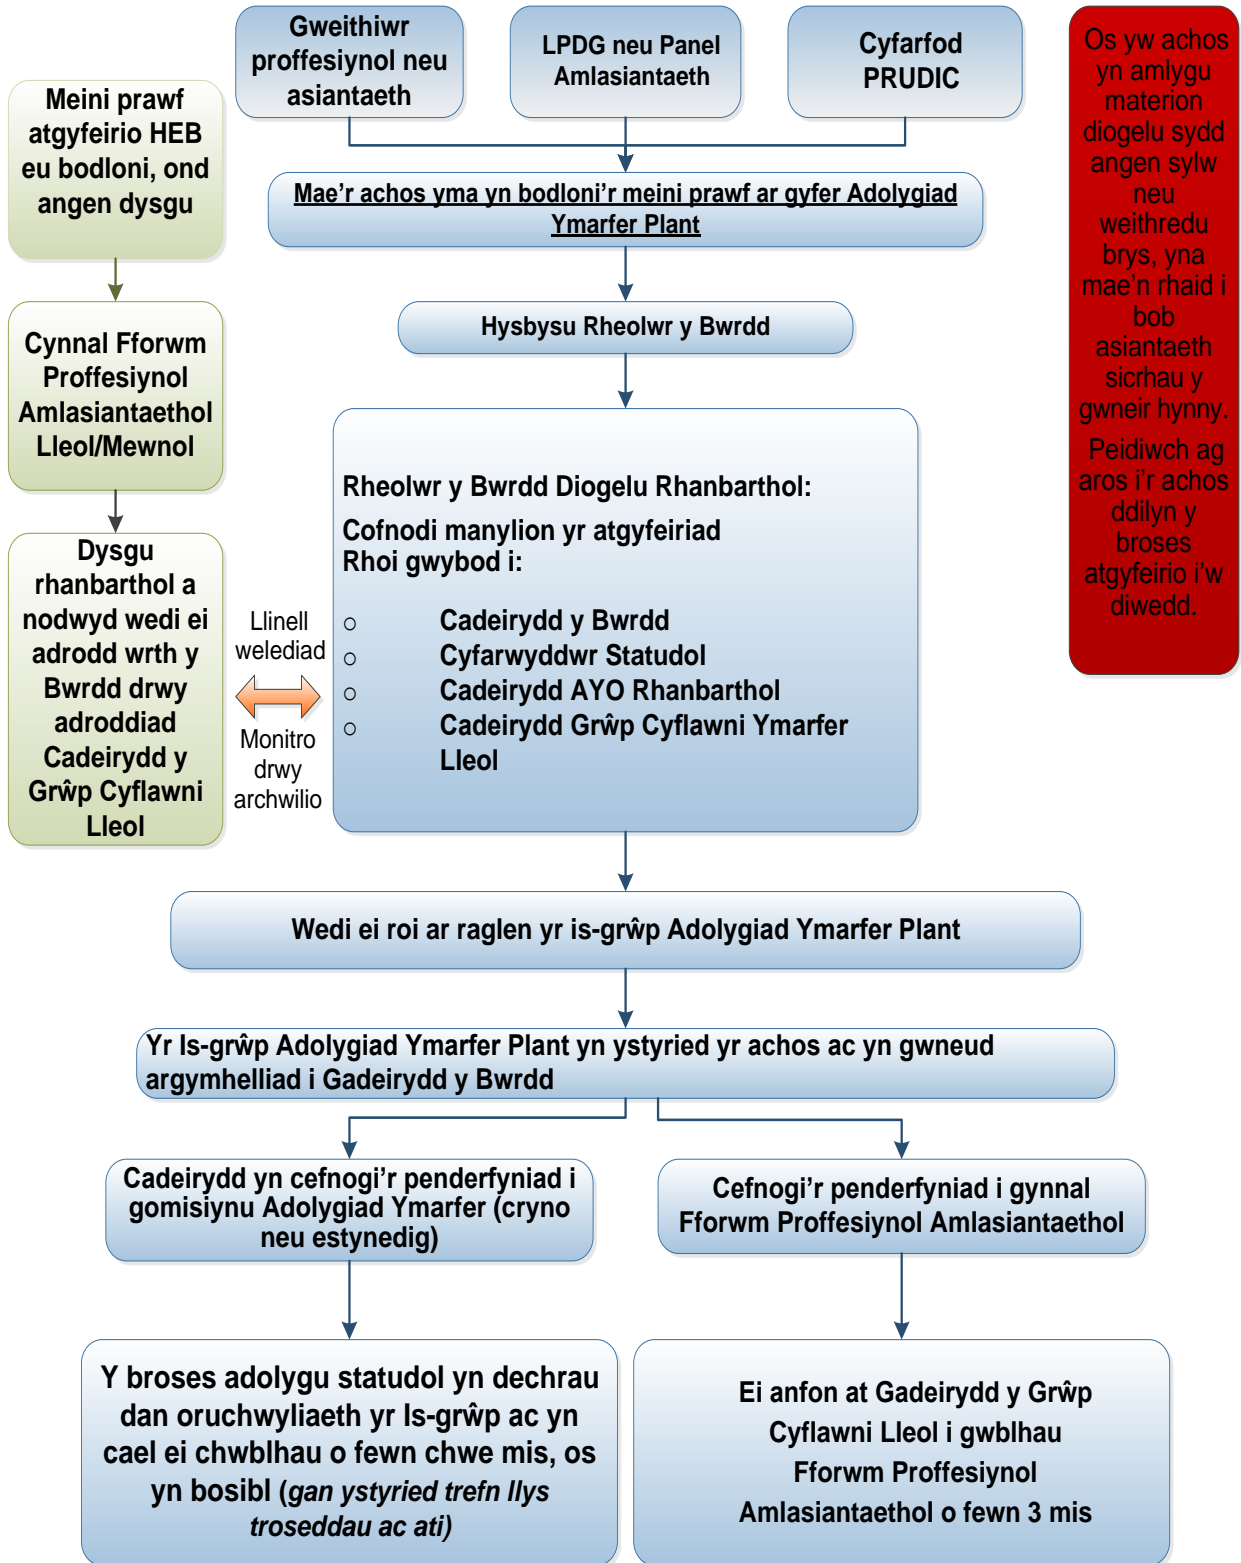 Gweithiwr
proffesiynol neu
asiantaeth
LPDG neu Panel
Amlasiantaeth
Cyfarfod
PRUDIC
Mae'r achos yma yn bodloni'r meini prawf ar gyfer Adolygiad
Ymarfer Plant
Hysbysu Rheolwr y Bwrdd
Meini prawf
atgyfeirio HEB
eu bodloni, ond
angen dysgu
Cynnal Fforwm
Proffesiynol
Amlasiantaethol
Lleol/Mewnol
Dysgu
rhanbarthol a
nodwyd wedi ei
adrodd wrth y
Bwrdd drwy
adroddiad
Cadeirydd y
Grŵp Cyflawni
Lleol
Llinell
welediad
Monitro
drwy
archwilio
Rheolwr y Bwrdd Diogelu Rhanbarthol:
Cofnodi manylion yr atgyfeiriad
Rhoi gwybod i:
○ Cadeirydd y Bwrdd
○ Cyfarwyddwr Statudol
○ Cadeirydd AYO Rhanbarthol
○ Cadeirydd Grŵp Cyflawni Ymarfer
Lleol
Os yw achos
yn amlygu
materion
diogelu sydd
angen sylw
neu
weithredu
brys, yna
mae'n rhaid i
bob
asiantaeth
sicrhau y
gwneir hynny.
Peidiwch ag
aros i'r achos
ddilyn y
broses
atgyfeirio i'w
diwedd.
Wedi ei roi ar raglen yr is-grŵp Adolygiad Ymarfer Plant
Yr Is-grŵp Adolygiad Ymarfer Plant yn ystyried yr achos ac yn gwneud
argymhelliad i Gadeirydd y Bwrdd
Cadeirydd yn cefnogi'r penderfyniad i
gomisiynu Adolygiad Ymarfer (cryno
neu estynedig)
Cefnogi'r penderfyniad i gynnal
Fforwm Proffesiynol Amlasiantaethol
Y broses adolygu statudol yn dechrau
dan oruchwyliaeth yr Is-grŵp ac yn
cael ei chwblhau o fewn chwe mis, os
yn bosibl (gan ystyried trefn llys
troseddau ac ati)
Ei anfon at Gadeirydd y Grŵp
Cyflawni Lleol i gwblhau
Fforwm Proffesiynol
Amlasiantaethol o fewn 3 mis